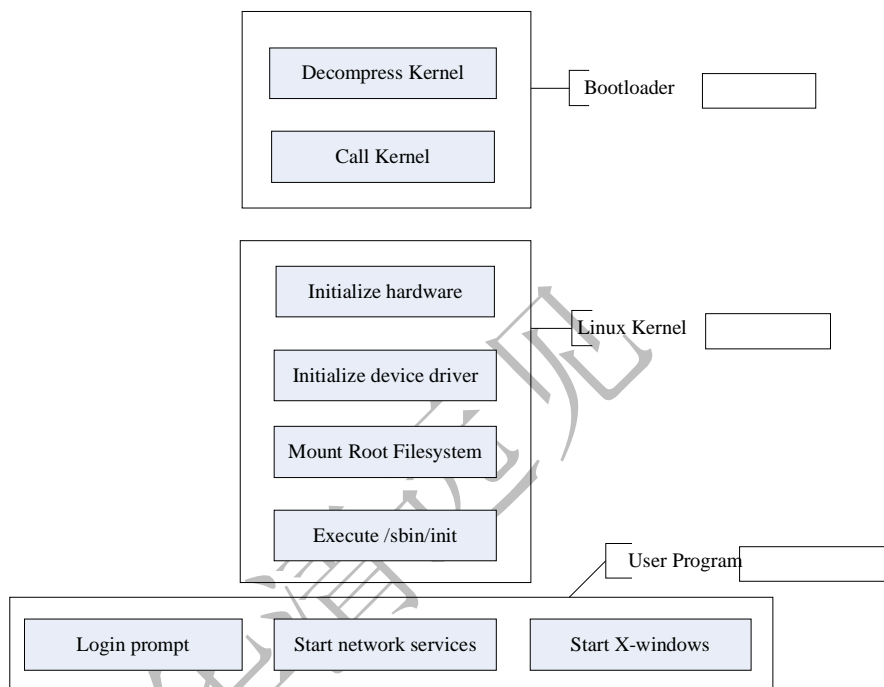 Decompress Kernel
Bootloader
Call Kernel
Initialize hardware
Linux Kernel
Initialize device driver
Mount Root Filesystem
Execute /sbin/init
User Program
Login prompt
Start network services
Start X-windows